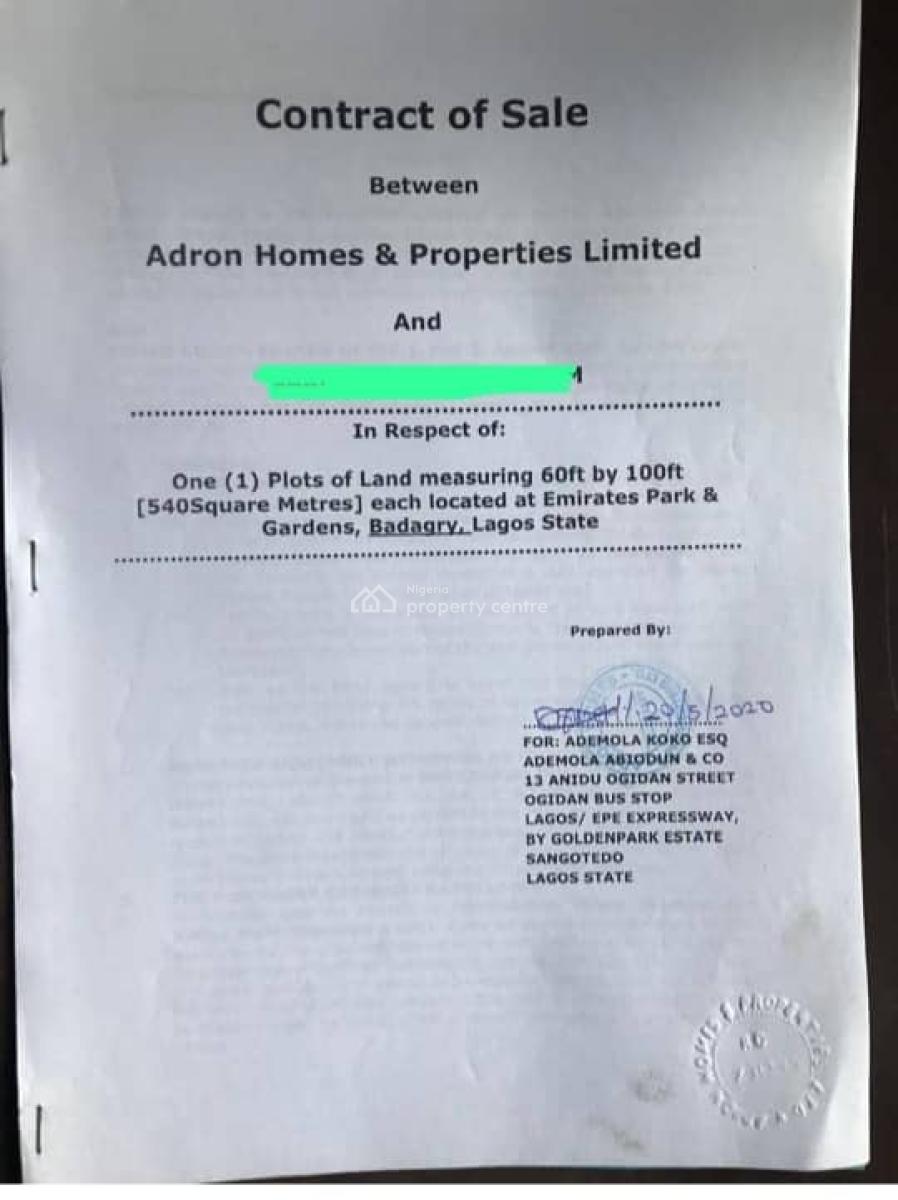 Contract of Sale
Between
Adron Homes & Properties Limited
And
In Respect of:
One (1) Plots of Land measuring 60ft by 100ft
[540Square Metres] each located at Emirates Park &
Gardens, Badagry, Lagos State
Nigeria
property centre
Prepared By:
20/5/2020
FOR: ADEMOLA KOKO ESQ
ADEMOLA ABIODUN & CO
13 ANIDU OGIDAN STREET
OGIDAN BUS STOP
LAGOS/ EPE EXPRESSWAY,
BY GOLDENPARK ESTATE
SANGOTEDO
LAGOS STATE